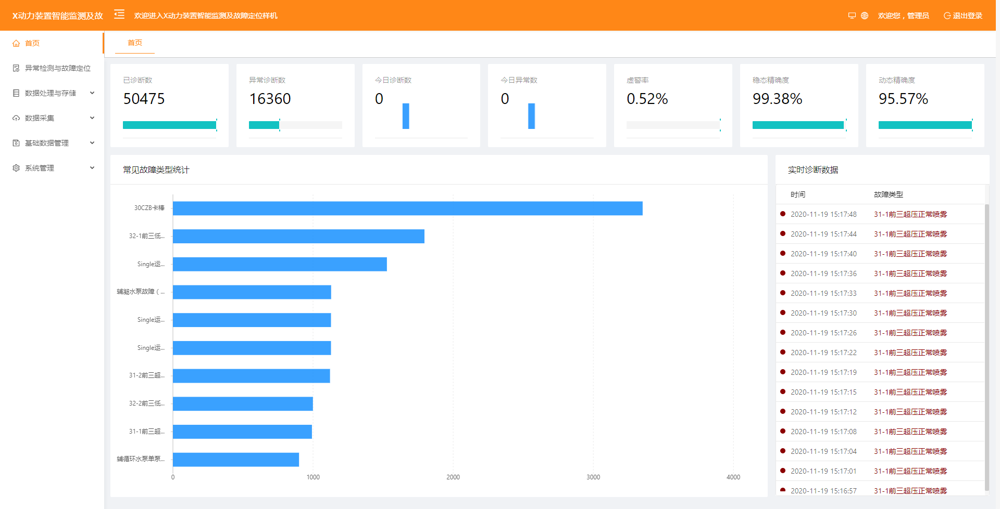 X动力装置智能监测及故
欢迎进入X动力装置智能监测及故障定位样机
欢迎您，管理员
退出登录
首页
异常检测与故障定位
数据处理与存储
数据采集
基础数据管理
系统管理
首页
已诊断数
50475
异常诊断数
16360
今日诊断数
0
今日异常数
0
虚警率
0.52%
稳态精确度
99.38%
动态精确度
95.57%
常见故障类型统计
30CZB卡棒
32-1前三低...
Single运...
辅凝水泵故障（...
Single运...
Single运...
31-2前三超...
32-2前三低...
31-1前三超...
辅循环水泵单泵...
0 1000 2000 3000 4000
实时诊断数据
时间 故障类型
2020-11-19 15:17:48 31-1前三超压正常喷雾
2020-11-19 15:17:44 31-1前三超压正常喷雾
2020-11-19 15:17:40 31-1前三超压正常喷雾
2020-11-19 15:17:36 31-1前三超压正常喷雾
2020-11-19 15:17:33 31-1前三超压正常喷雾
2020-11-19 15:17:30 31-1前三超压正常喷雾
2020-11-19 15:17:26 31-1前三超压正常喷雾
2020-11-19 15:17:22 31-1前三超压正常喷雾
2020-11-19 15:17:19 31-1前三超压正常喷雾
2020-11-19 15:17:15 31-1前三超压正常喷雾
2020-11-19 15:17:12 31-1前三超压正常喷雾
2020-11-19 15:17:08 31-1前三超压正常喷雾
2020-11-19 15:17:04 31-1前三超压正常喷雾
2020-11-19 15:17:01 31-1前三超压正常喷雾
2020-11-19 15:16:57 31-1前三超压正常喷雾